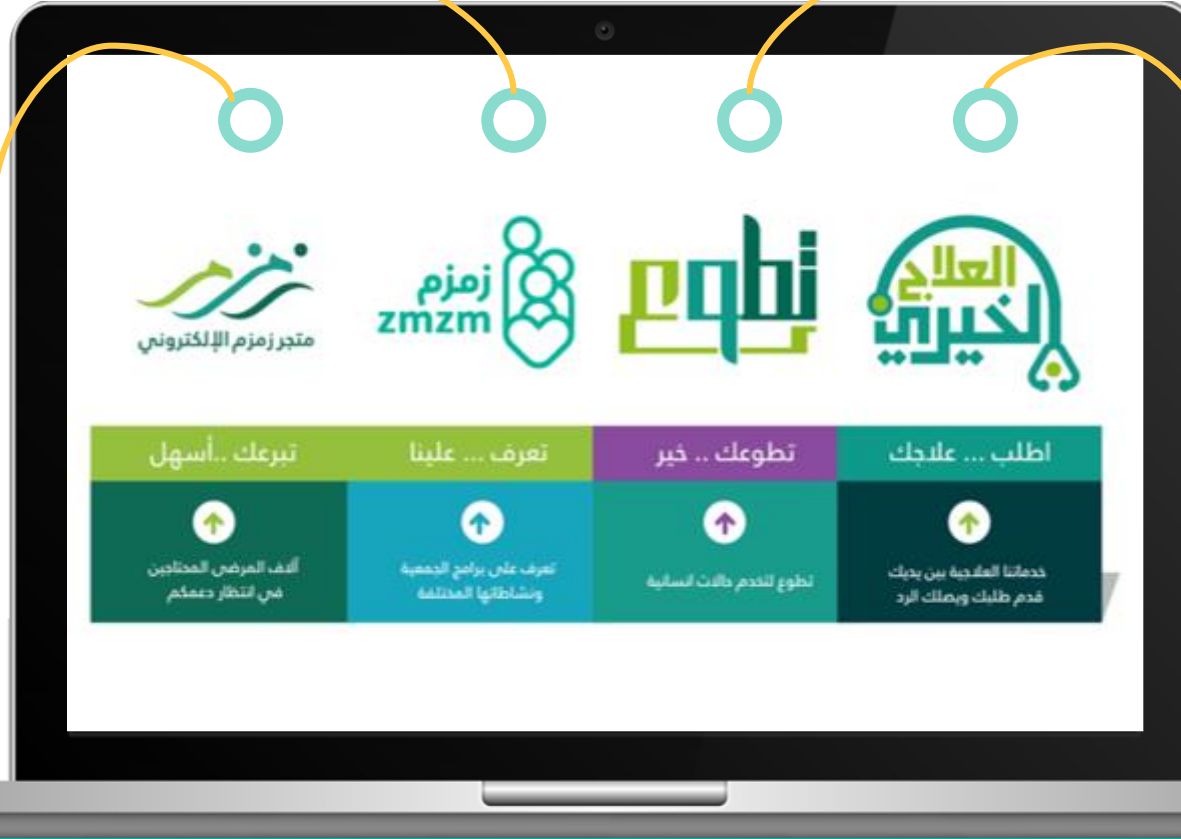 العلاج
الخيري
تطوع
زمزم
zmzm
زمزم
متجر زمزم الإلكتروني
اطلب ... علاجك
تطوعك .. خير
تعرف ... علينا
تبرعك ..أسهل
خدماتنا العلاجية بين يديك
قدم طلبك ويصلك الرد
تطوع لتخدم حالات انسانية
تعرف على برامج الجمعية
ونشاطاتها المختلفة
آلاف المرضى المحتاجين
في انتظار دعمكم